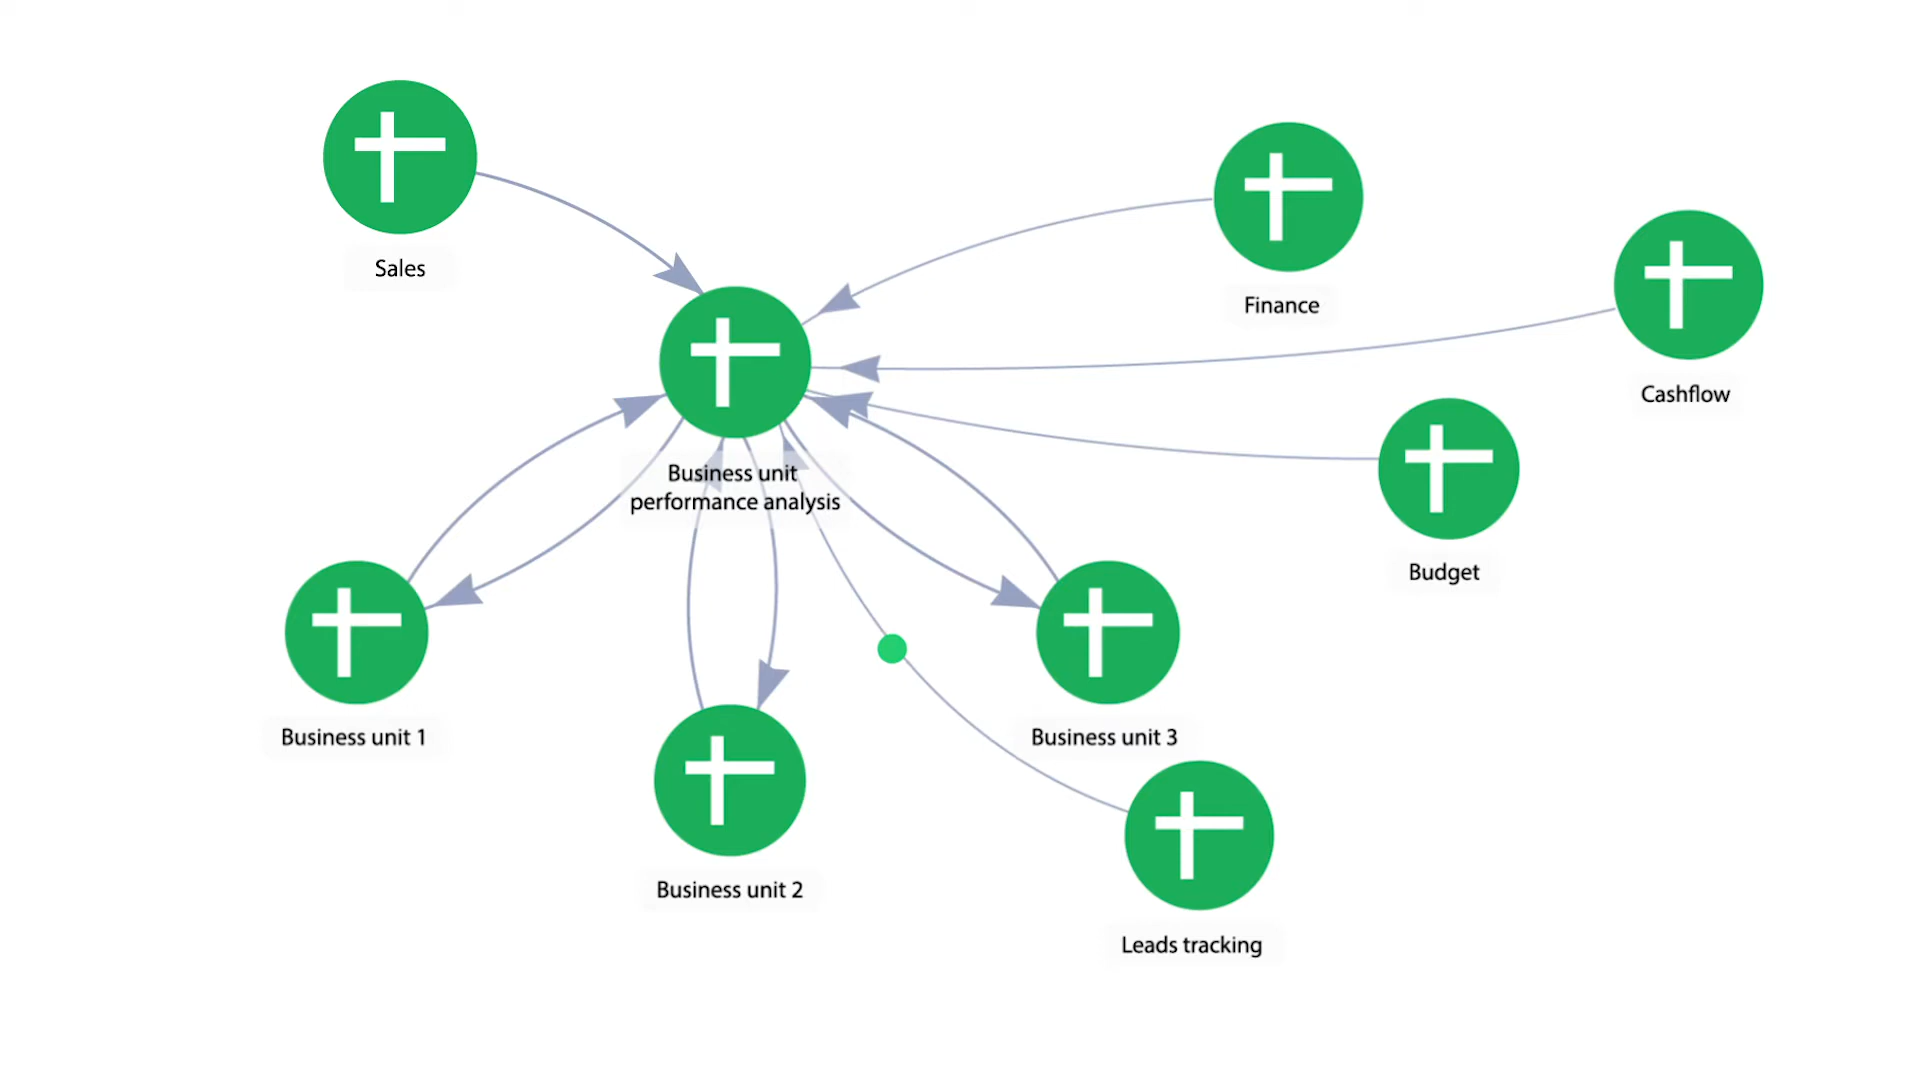 Sales
Finance
Cashflow
Business unit
performance analysis
Budget
Business unit 1
Business unit 3
Business unit 2
Leads tracking